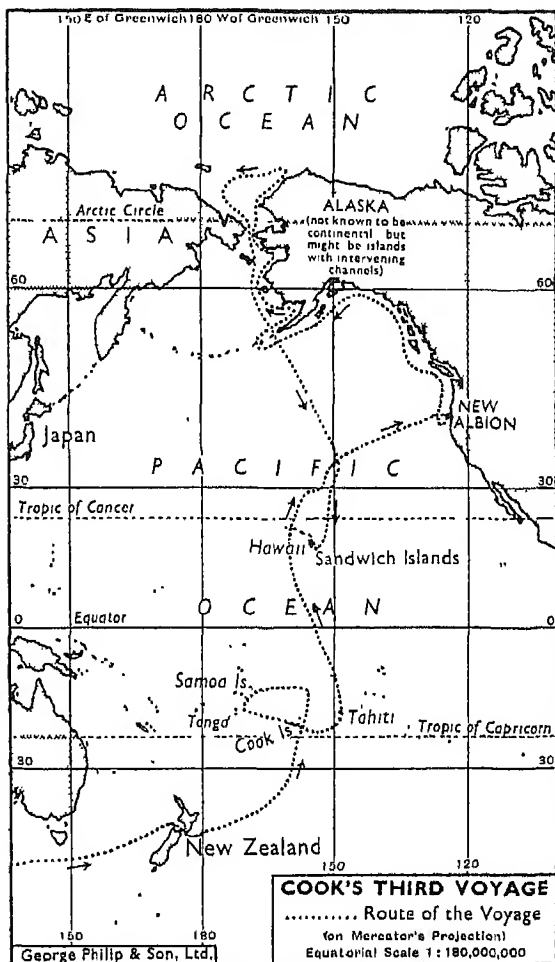 150 E of Greenwich 180 W of Greenwich 150 120
ARCTIC
OCEAN
ALASKA
(not known to be
continental but
might be islands
with intervening
channels)
Arctic Circle
ASIA
60 60
NEW
ALBION
Japan
PACIFIC
30 30
Tropic of Cancer
Hawaii
Sandwich Islands
OCEAN
Equator
0 0
Samoa Is.
Tonga
Tahiti
Cook Is.
Tropic of Capricorn
30 30
New Zealand
150 180 150 120
COOK'S THIRD VOYAGE
............ Route of the Voyage
(on Mercator's Projection)
Equatorial Scale 1:180,000,000
George Philip & Son, Ltd.